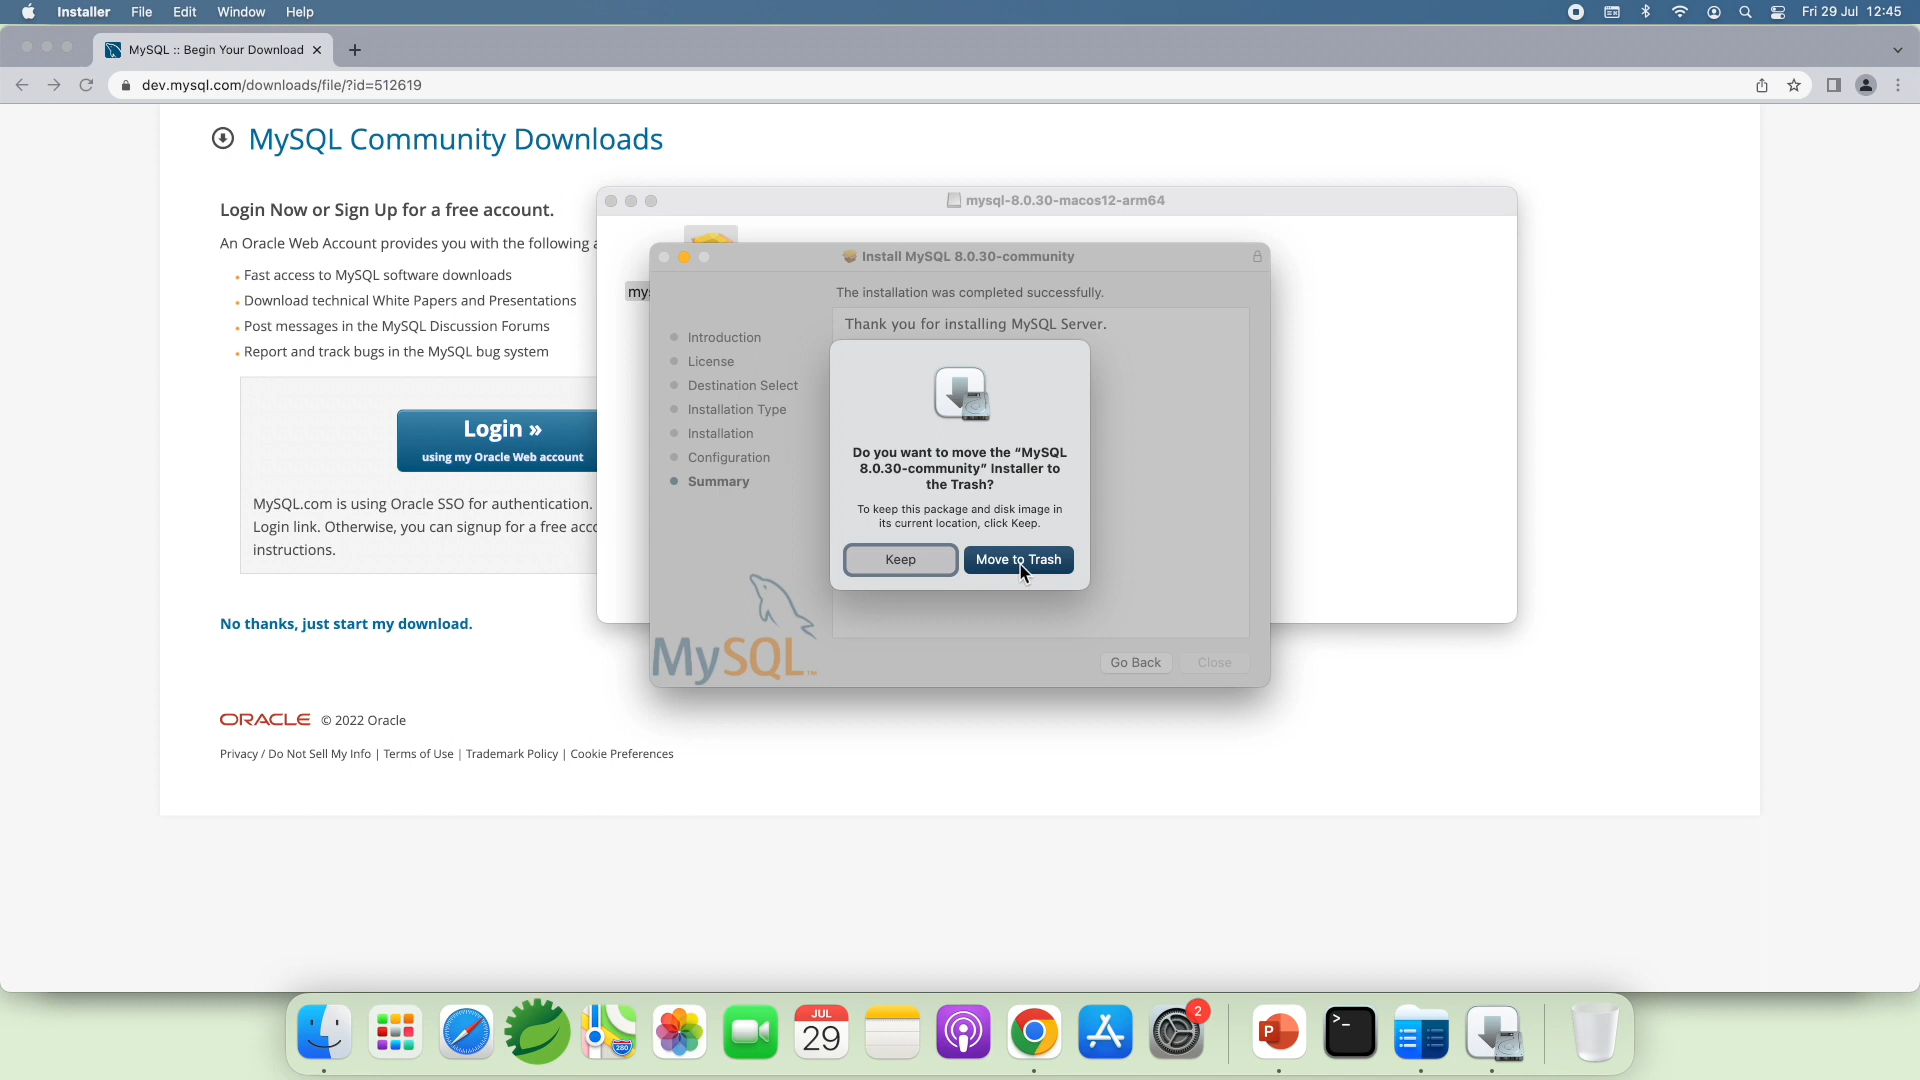 Installer File Edit Window Help
Fri 29 Jul 12:45
MySQL :: Begin Your Download
dev.mysql.com/downloads/file/?id=512619
MySQL Community Downloads
Login Now or Sign Up for a free account.
An Oracle Web Account provides you with the following a
Fast access to MySQL software downloads
Download technical White Papers and Presentations
Post messages in the MySQL Discussion Forums
Report and track bugs in the MySQL bug system
Login »
using my Oracle Web account
MySQL.com is using Oracle SSO for authentication.
Login link. Otherwise, you can signup for a free acco
instructions.
No thanks, just start my download.
ORACLE © 2022 Oracle
Privacy / Do Not Sell My Info | Terms of Use | Trademark Policy | Cookie Preferences
mysql-8.0.30-macos12-arm64
mys
Install MySQL 8.0.30-community
The installation was completed successfully.
Thank you for installing MySQL Server.
Introduction
License
Destination Select
Installation Type
Installation
Configuration
Summary
MySQL™
Do you want to move the “MySQL
8.0.30-community” Installer to
the Trash?
To keep this package and disk image in
its current location, click Keep.
Keep Move to Trash
Go Back Close
280
JUL
29
2
P
>_